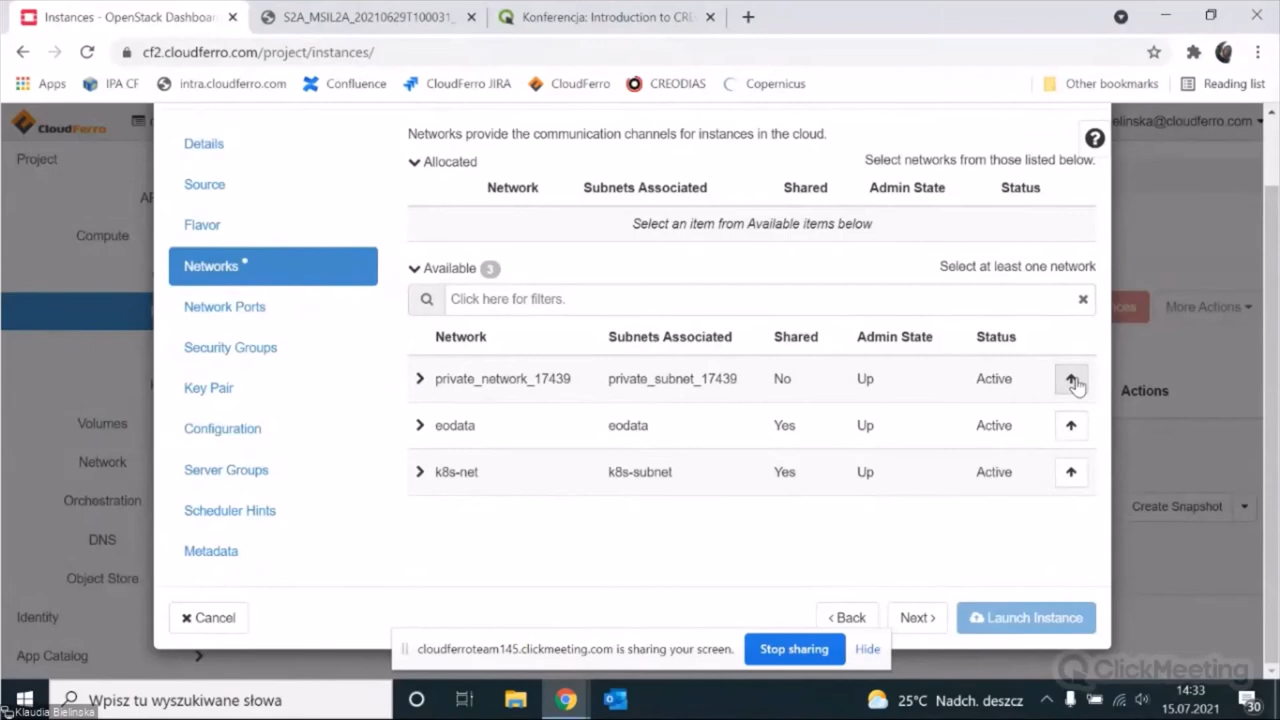 Instances - OpenStack Dashboar
S2A_MSIL2A_20210629T100031_
Konferencja: Introduction to CRE
cf2.cloudferro.com/project/instances/
Apps
IPA CF
intra.cloudferro.com
Confluence
CloudFerro JIRA
CloudFerro
CREODIAS
Copernicus
Other bookmarks
Reading list
CloudFerro
elinska@cloudferro.com
Project
AP
Compute
Volumes
Network
Orchestration
DNS
Object Store
Identity
App Catalog
Details
Source
Flavor
Networks *
Network Ports
Security Groups
Key Pair
Configuration
Server Groups
Scheduler Hints
Metadata
Networks provide the communication channels for instances in the cloud.
Allocated
Select networks from those listed below.
Network Subnets Associated Shared Admin State Status
Select an item from Available items below
Available 3
Select at least one network
Click here for filters.
Network Subnets Associated Shared Admin State Status
private_network_17439 private_subnet_17439 No Up Active
eodata eodata Yes Up Active
k8s-net k8s-subnet Yes Up Active
Cancel
< Back
Next >
Launch Instance
More Actions
Actions
Create Snapshot
cloudferroteam145.clickmeeting.com is sharing your screen.
Stop sharing
Hide
ClickMeeting
Wpisz tu wyszukiwane słowa
Klaudia Bielinska
25°C Nadch. deszcz
14:33
15.07.2021
30